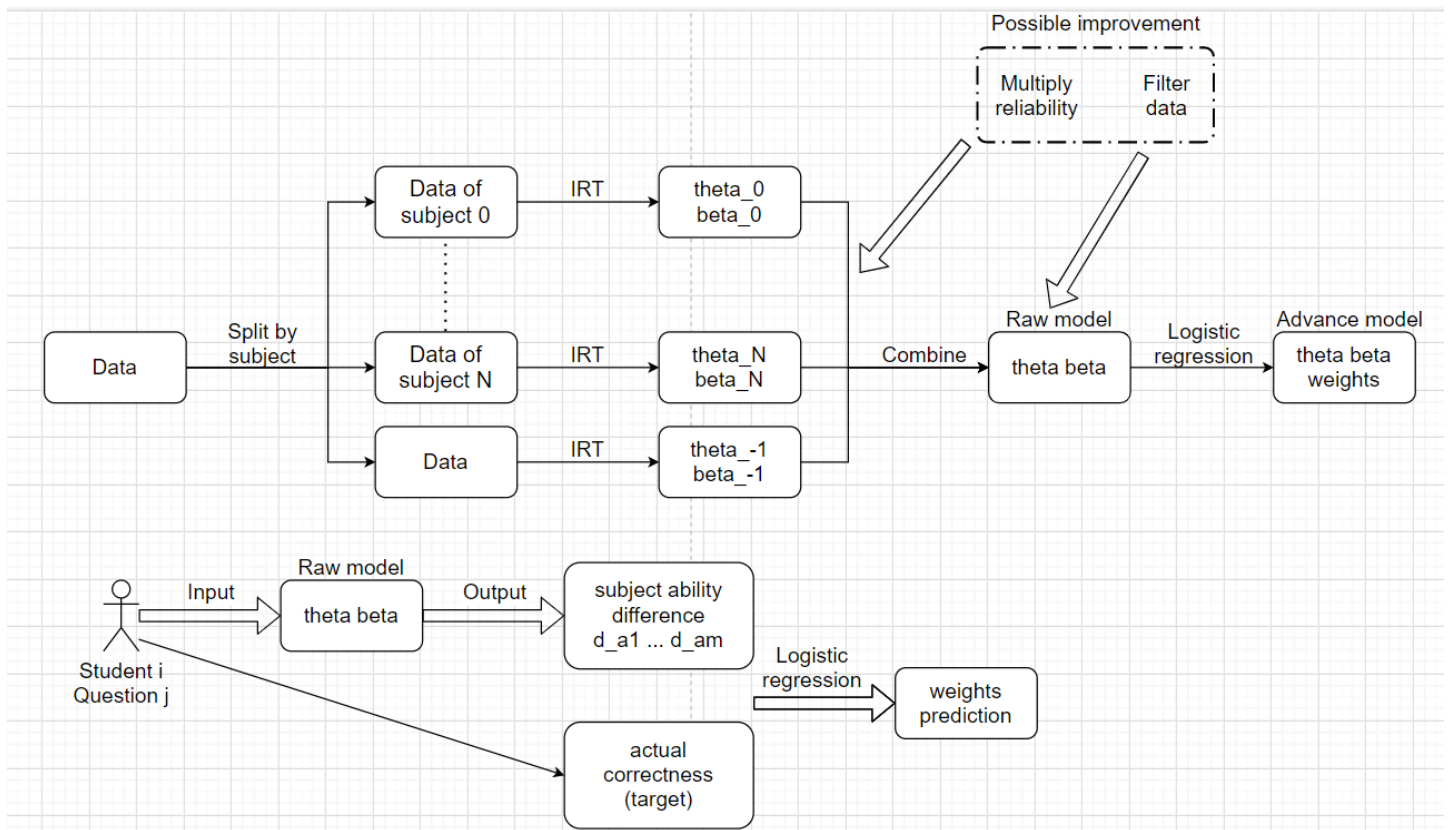 Possible improvement
Multiply
reliability
Filter
data
Data of
subject 0
IRT
theta_0
beta_0
Data
Split by
subject
Data of
subject N
IRT
theta_N
beta_N
Combine
Raw model
theta beta
Logistic
regression
Advance model
theta beta
weights
Data
IRT
theta_-1
beta_-1
Student i
Question j
Input
Raw model
theta beta
Output
subject ability
difference
d_a1 ... d_am
actual
correctness
(target)
Logistic
regression
weights
prediction